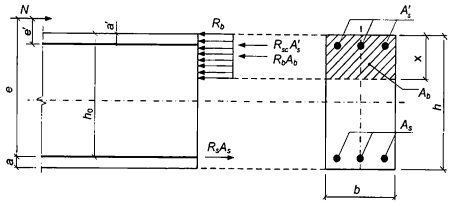 N
e'
a'
R_b
R_sc A'_s
R_b A_b
e
h_0
a
R_s A_s
A'_s
x
A_b
h
A_s
b